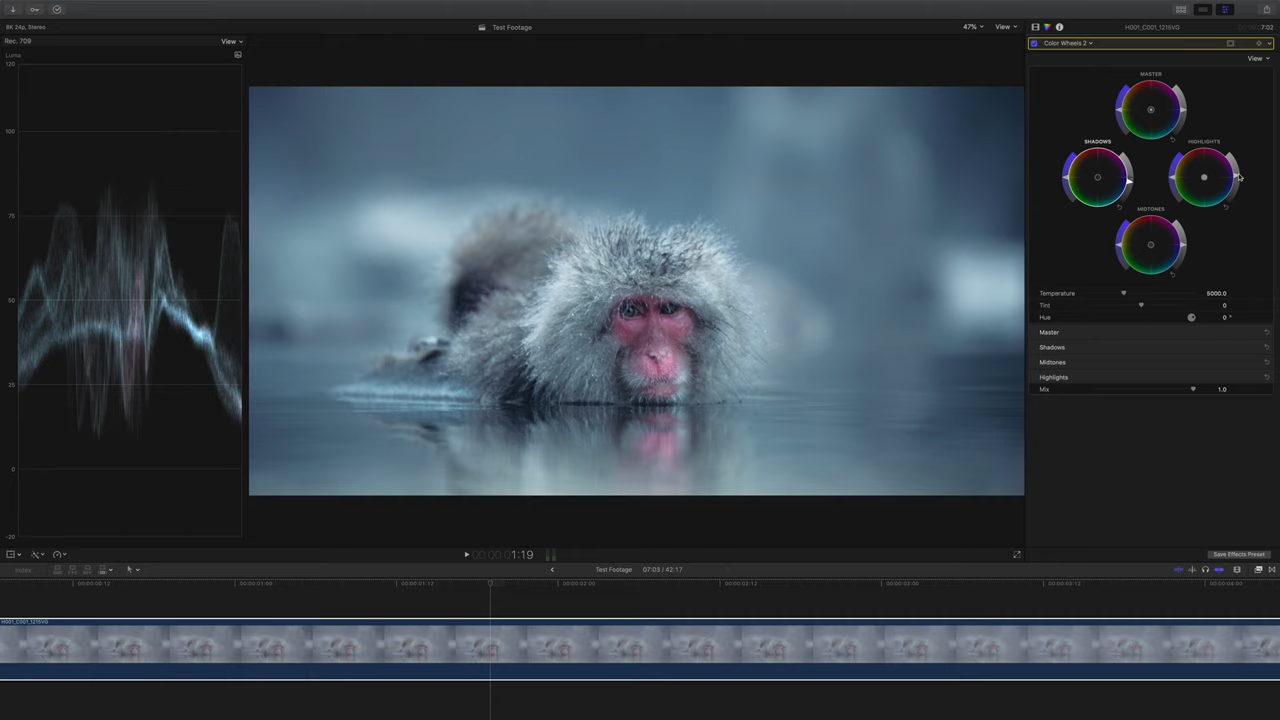 8K 24p, Stereo
Test Footage
47%
View
H001_C001_1215VG
7:02
Rec. 709
View
Color Wheels 2
View
Luma
120
100
75
50
25
0
-20
MASTER
SHADOWS
HIGHLIGHTS
MIDTONES
Temperature
5000.0
Tint
0
Hue
0 °
Master
Shadows
Midtones
Highlights
Mix
1.0
1:19
Save Effects Preset
Index
Test Footage
07:03 / 42:17
00:00:00:12
00:00:01:00
00:00:01:12
00:00:02:00
00:00:02:12
00:00:03:00
00:00:03:12
00:00:04:00
H001_C001_1215VG